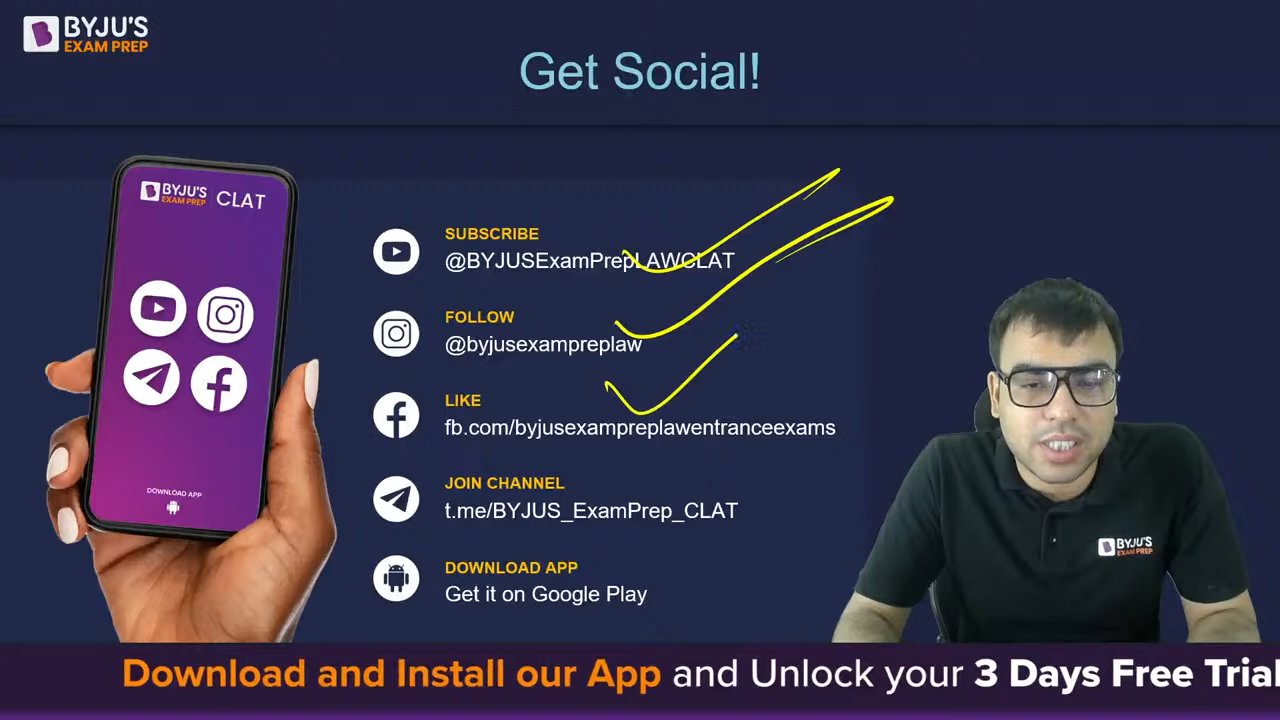 BYJU'S
EXAM PREP
Get Social!
BYJU'S
EXAM PREP
CLAT
DOWNLOAD APP
SUBSCRIBE
@BYJUSExamPrepLAWCLAT
FOLLOW
@byjusexampreplaw
LIKE
fb.com/byjusexampreplawentranceexams
JOIN CHANNEL
t.me/BYJUS_ExamPrep_CLAT
DOWNLOAD APP
Get it on Google Play
BYJU'S
EXAM PREP
Download and Install our App and Unlock your 3 Days Free Trial